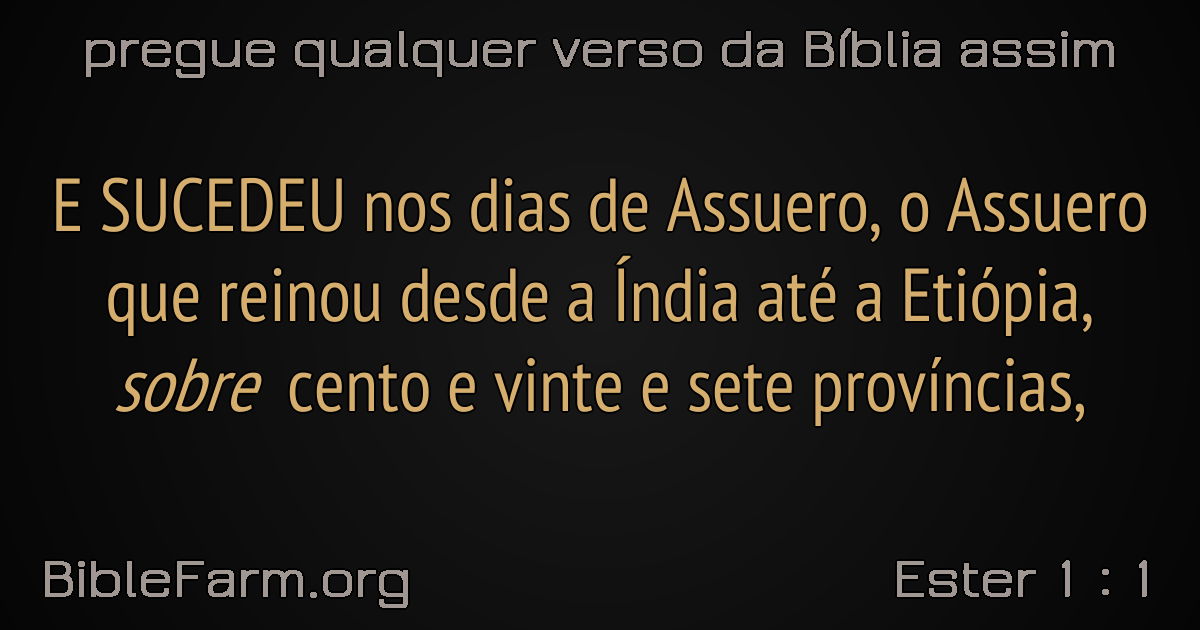 pregue qualquer verso da Bíblia assim
E SUCEDEU nos dias de Assuero, o Assuero
que reinou desde a Índia até a Etiópia,
sobre cento e vinte e sete províncias,
BibleFarm.org
Ester 1 : 1